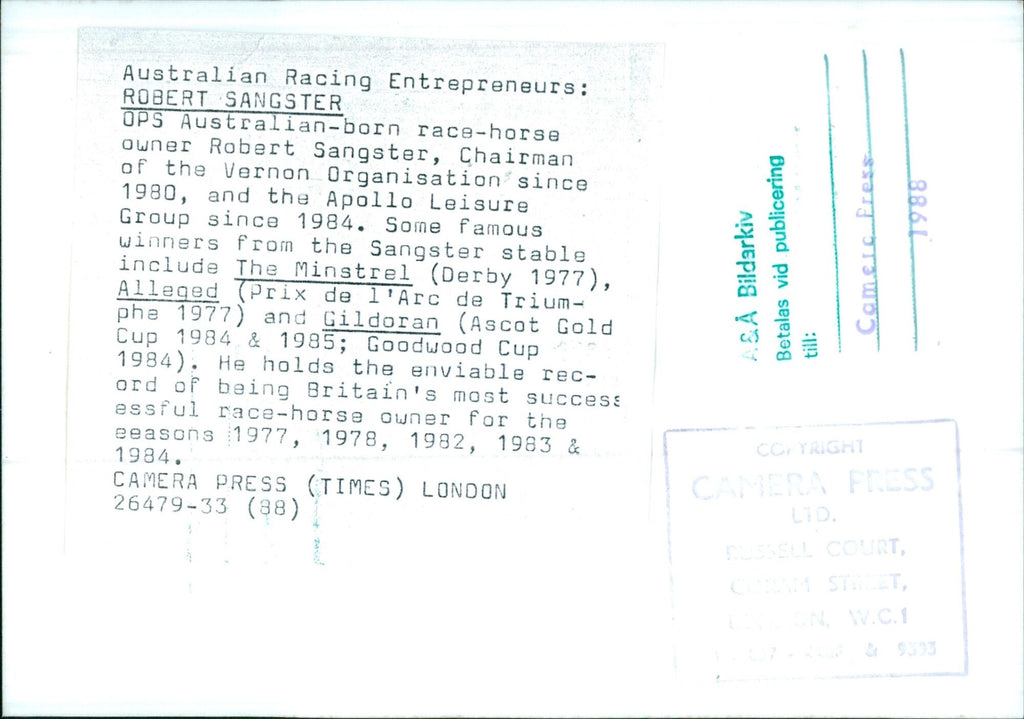 Australian Racing Entrepreneurs:
ROBERT SANGSTER
OPS Australian-born race-horse
owner Robert Sangster, Chairman
of the Vernon Organisation since
1980, and the Apollo Leisure
Group since 1984. Some famous
winners from the Sangster stable
include The Minstrel (Derby 1977),
Alleged (Prix de l'Arc de Trium-
phe 1977) and Gildoran (Ascot Gold
Cup 1984 & 1985; Goodwood Cup
1984). He holds the enviable rec-
ord of being Britain's most success
essful race-horse owner for the
seasons 1977, 1978, 1982, 1983 &
1984.
CAMERA PRESS (TIMES) LONDON
26479-33 (88)
A&Å Bildarkiv
Betalas vid publicering
till:
Camera Press
1988
COPYRIGHT
CAMERA PRESS
LTD.
RUSSELL COURT,
CORAM STREET,
LONDON, W.C.1
& 9393